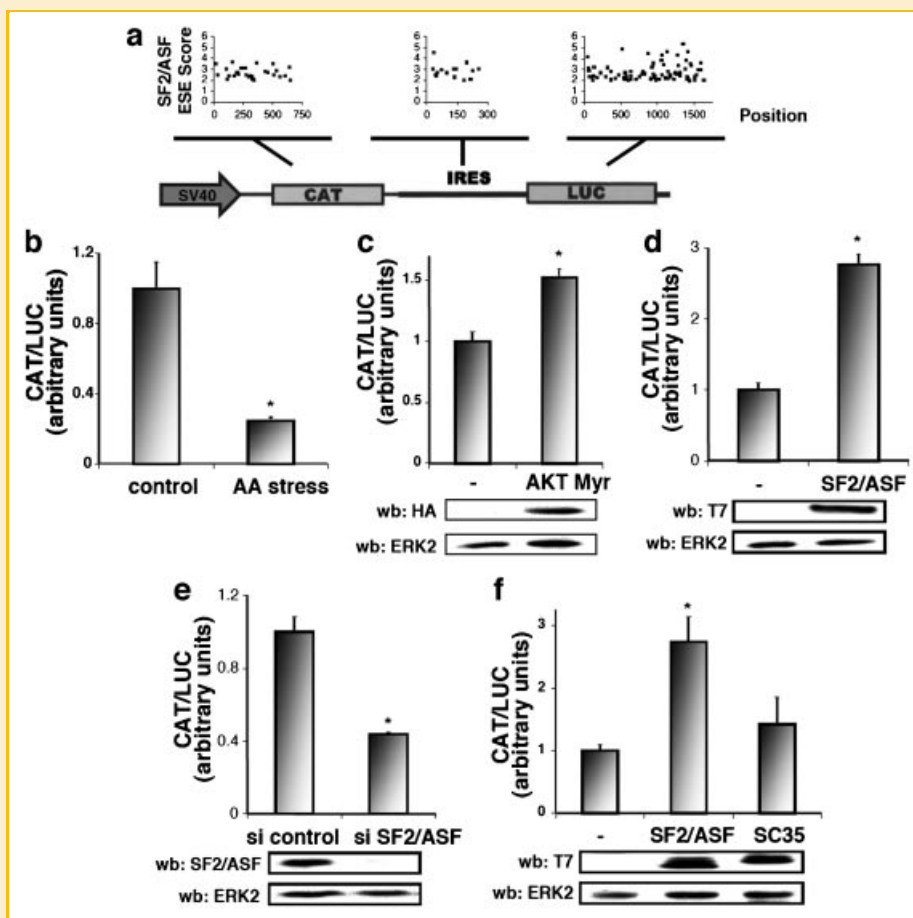 a
SF2/ASF
ESE Score
6
5
4
3
2
1
0
0 250 500 750
6
5
4
3
2
1
0
0 150 300
6
5
4
3
2
1
0
0 500 1000 1500
Position
SV40
CAT
IRES
LUC
b
CAT/LUC
(arbitrary units)
1.2
0.8
0.4
0
control AA stress
*
c
CAT/LUC
(arbitrary units)
1.5
1
0.5
0
*
- AKT Myr
wb: HA
wb: ERK2
d
CAT/LUC
(arbitrary units)
3
2
1
0
*
- SF2/ASF
wb: T7
wb: ERK2
e
CAT/LUC
(arbitrary units)
1.2
0.8
0.4
0
*
si control si SF2/ASF
wb: SF2/ASF
wb: ERK2
f
CAT/LUC
(arbitrary units)
3
2
1
0
*
- SF2/ASF SC35
wb: T7
wb: ERK2